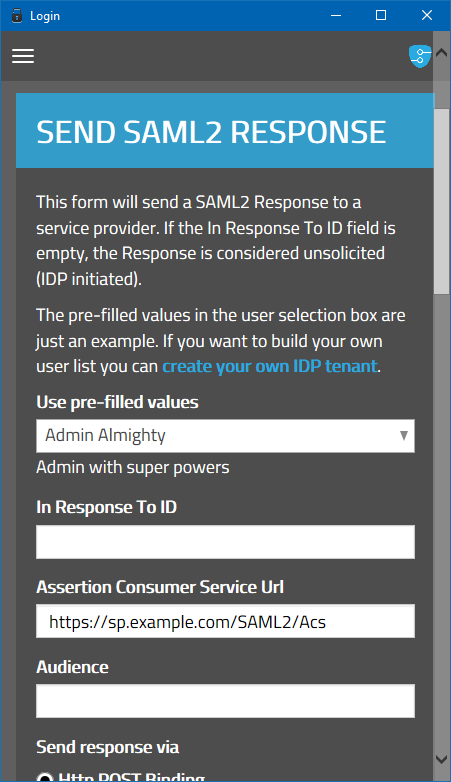 Login
SEND SAML2 RESPONSE
This form will send a SAML2 Response to a
service provider. If the In Response To ID field is
empty, the Response is considered unsolicited
(IDP initiated).
The pre-filled values in the user selection box are
just an example. If you want to build your own
user list you can create your own IDP tenant.
Use pre-filled values
Admin Almighty
Admin with super powers
In Response To ID
Assertion Consumer Service Url
https://sp.example.com/SAML2/Acs
Audience
Send response via
Http POST Binding